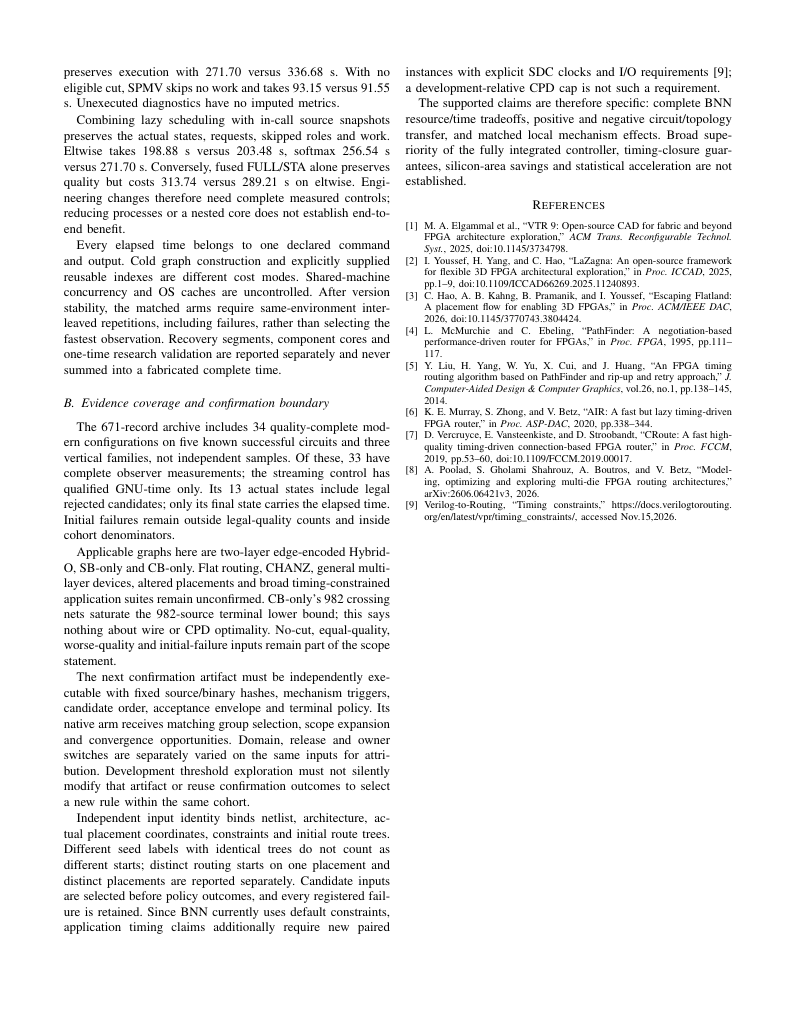 preserves execution with 271.70 versus 336.68 s. With no
eligible cut, SPMV skips no work and takes 93.15 versus 91.55
s. Unexecuted diagnostics have no imputed metrics.
Combining lazy scheduling with in-call source snapshots
preserves the actual states, requests, skipped roles and work.
Eltwise takes 198.88 s versus 203.48 s, softmax 256.54 s
versus 271.70 s. Conversely, fused FULL/STA alone preserves
quality but costs 313.74 versus 289.21 s on eltwise. Engi-
neering changes therefore need complete measured controls;
reducing processes or a nested core does not establish end-to-
end benefit.
Every elapsed time belongs to one declared command
and output. Cold graph construction and explicitly supplied
reusable indexes are different cost modes. Shared-machine
concurrency and OS caches are uncontrolled. After version
stability, the matched arms require same-environment inter-
leaved repetitions, including failures, rather than selecting the
fastest observation. Recovery segments, component cores and
one-time research validation are reported separately and never
summed into a fabricated complete time.
B. Evidence coverage and confirmation boundary
The 671-record archive includes 34 quality-complete mod-
ern configurations on five known successful circuits and three
vertical families, not independent samples. Of these, 33 have
complete observer measurements; the streaming control has
qualified GNU-time only. Its 13 actual states include legal
rejected candidates; only its final state carries the elapsed time.
Initial failures remain outside legal-quality counts and inside
cohort denominators.
Applicable graphs here are two-layer edge-encoded Hybrid-
O, SB-only and CB-only. Flat routing, CHANZ, general multi-
layer devices, altered placements and broad timing-constrained
application suites remain unconfirmed. CB-only's 982 crossing
nets saturate the 982-source terminal lower bound; this says
nothing about wire or CPD optimality. No-cut, equal-quality,
worse-quality and initial-failure inputs remain part of the scope
statement.
The next confirmation artifact must be independently exe-
cutable with fixed source/binary hashes, mechanism triggers,
candidate order, acceptance envelope and terminal policy. Its
native arm receives matching group selection, scope expansion
and convergence opportunities. Domain, release and owner
switches are separately varied on the same inputs for attri-
bution. Development threshold exploration must not silently
modify that artifact or reuse confirmation outcomes to select
a new rule within the same cohort.
Independent input identity binds netlist, architecture, ac-
tual placement coordinates, constraints and initial route trees.
Different seed labels with identical trees do not count as
different starts; distinct routing starts on one placement and
distinct placements are reported separately. Candidate inputs
are selected before policy outcomes, and every registered fail-
ure is retained. Since BNN currently uses default constraints,
application timing claims additionally require new paired
instances with explicit SDC clocks and I/O requirements [9];
a development-relative CPD cap is not such a requirement.
The supported claims are therefore specific: complete BNN
resource/time tradeoffs, positive and negative circuit/topology
transfer, and matched local mechanism effects. Broad supe-
riority of the fully integrated controller, timing-closure guar-
antees, silicon-area savings and statistical acceleration are not
established.
REFERENCES
[1] M. A. Elgammal et al., “VTR 9: Open-source CAD for fabric and beyond
FPGA architecture exploration,” ACM Trans. Reconfigurable Technol.
Syst., 2025, doi:10.1145/3734798.
[2] I. Youssef, H. Yang, and C. Hao, “LaZagna: An open-source framework
for flexible 3D FPGA architectural exploration,” in Proc. ICCAD, 2025,
pp.1–9, doi:10.1109/ICCAD66269.2025.11240893.
[3] C. Hao, A. B. Kahng, B. Pramanik, and I. Youssef, “Escaping Flatland:
A placement flow for enabling 3D FPGAs,” in Proc. ACM/IEEE DAC,
2026, doi:10.1145/3770743.3804424.
[4] L. McMurchie and C. Ebeling, “PathFinder: A negotiation-based
performance-driven router for FPGAs,” in Proc. FPGA, 1995, pp.111–
117.
[5] Y. Liu, H. Yang, W. Yu, X. Cui, and J. Huang, “An FPGA timing
routing algorithm based on PathFinder and rip-up and retry approach,” J.
Computer-Aided Design & Computer Graphics, vol.26, no.1, pp.138–145,
2014.
[6] K. E. Murray, S. Zhong, and V. Betz, “AIR: A fast but lazy timing-driven
FPGA router,” in Proc. ASP-DAC, 2020, pp.338–344.
[7] D. Vercruyce, E. Vansteenkiste, and D. Stroobandt, “CRoute: A fast high-
quality timing-driven connection-based FPGA router,” in Proc. FCCM,
2019, pp.53–60, doi:10.1109/FCCM.2019.00017.
[8] A. Poolad, S. Gholami Shahrouz, A. Boutros, and V. Betz, “Model-
ing, optimizing and exploring multi-die FPGA routing architectures,”
arXiv:2606.06421v3, 2026.
[9] Verilog-to-Routing, “Timing constraints,” https://docs.verilogtorouting.
org/en/latest/vpr/timing_constraints/, accessed Nov.15,2026.